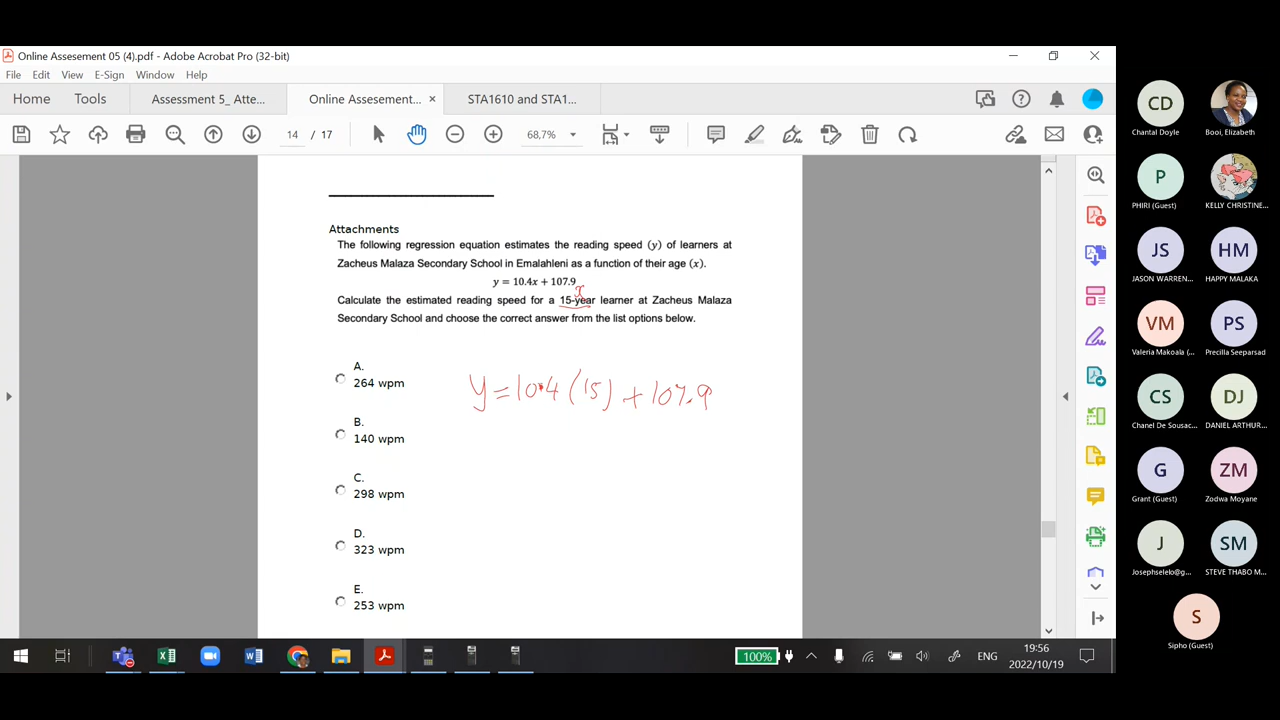 Online Assesement 05 (4).pdf - Adobe Acrobat Pro (32-bit)
File Edit View E-Sign Window Help
Home Tools Assessment 5_ Atte... Online Assesement... × STA1610 and STA1...
14 / 17 68,7%
Attachments
The following regression equation estimates the reading speed (y) of learners at
Zacheus Malaza Secondary School in Emalahleni as a function of their age (x).
y = 10.4x + 107.9
x
Calculate the estimated reading speed for a 15-year learner at Zacheus Malaza
Secondary School and choose the correct answer from the list options below.
A.
264 wpm
y = 10.4 (15) + 107.9
B.
140 wpm
C.
298 wpm
D.
323 wpm
E.
253 wpm
CD
Chantal Doyle
Booi, Elizabeth
P
PHIRI (Guest)
KELLY CHRISTINE...
JS
JASON WARREN...
HM
HAPPY MALAKA
VM
Valeria Makoala (...
PS
Precilla Seeparsad
CS
Chanel De Sousac...
DJ
DANIEL ARTHUR...
G
Grant (Guest)
ZM
Zodwa Moyane
J
Josephselelo@g...
SM
STEVE THABO M...
S
Sipho (Guest)
100% ENG 19:56
2022/10/19